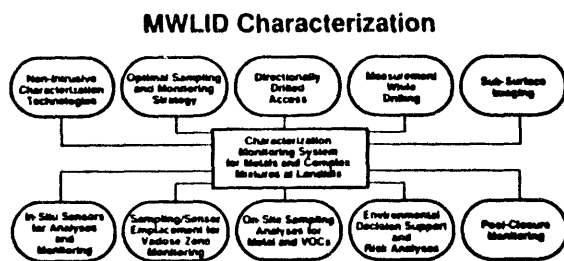 MWLID Characterization
Non-Intrusive
Characterization
Technologies
Optimal Sampling
and Monitoring
Strategy
Directionally
Drilled
Access
Measurement
While
Drilling
Sub-Surface
Imaging
Characterization
Monitoring System
for Metals and Complex
Mixtures at Landfills
In-Situ Sensors
for Analyses
and
Monitoring
Sampling/Sensor
Emplacement for
Vadose Zone
Monitoring
On-Site Sampling
Analyses for
Metal and VOCs
Environmental
Decision Support
and
Risk Analyses
Post-Closure
Monitoring